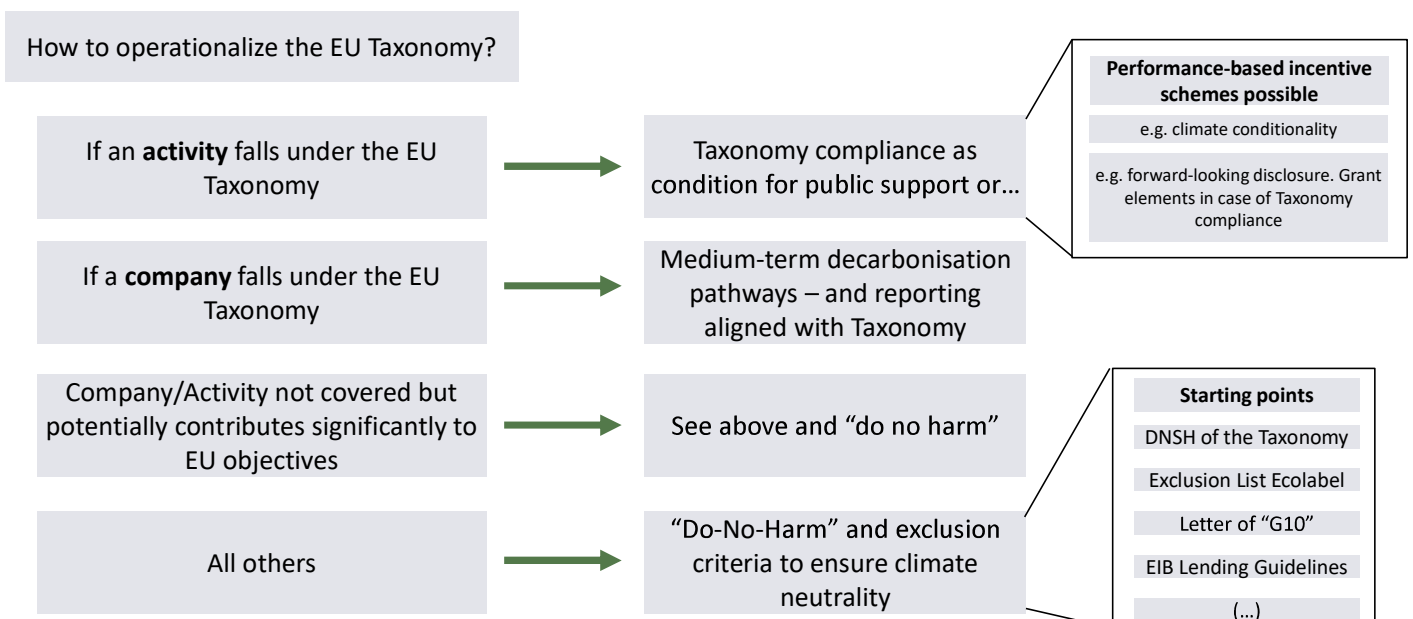 How to operationalize the EU Taxonomy?
If an activity falls under the EU
Taxonomy
Taxonomy compliance as
condition for public support or...
Performance-based incentive
schemes possible
e.g. climate conditionality
e.g. forward-looking disclosure. Grant
elements in case of Taxonomy
compliance
If a company falls under the EU
Taxonomy
Medium-term decarbonisation
pathways – and reporting
aligned with Taxonomy
Company/Activity not covered but
potentially contributes significantly to
EU objectives
See above and “do no harm”
All others
“Do-No-Harm” and exclusion
criteria to ensure climate
neutrality
Starting points
DNSH of the Taxonomy
Exclusion List Ecolabel
Letter of “G10”
EIB Lending Guidelines
(...)